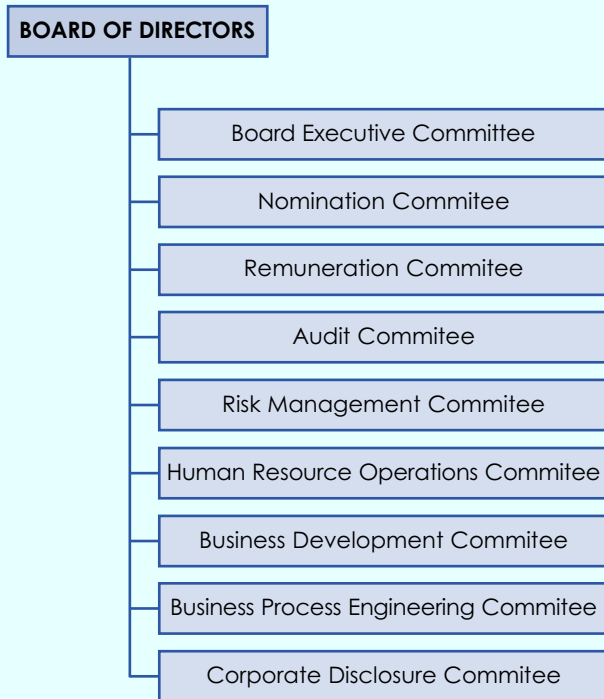 BOARD OF DIRECTORS
Board Executive Committee
Nomination Commitee
Remuneration Commitee
Audit Commitee
Risk Management Commitee
Human Resource Operations Commitee
Business Development Commitee
Business Process Engineering Commitee
Corporate Disclosure Commitee